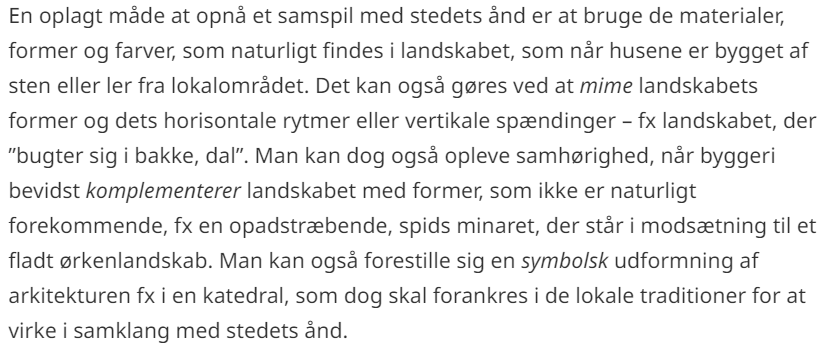 En oplagt måde at opnå et samspil med stedets ånd er at bruge de materialer,
former og farver, som naturligt findes i landskabet, som når husene er bygget af
sten eller ler fra lokalområdet. Det kan også gøres ved at mime landskabets
former og dets horisontale rytmer eller vertikale spændinger – fx landskabet, der
”bugter sig i bakke, dal”. Man kan dog også opleve samhørighed, når byggeri
bevidst komplementerer landskabet med former, som ikke er naturligt
forekommende, fx en opadstræbende, spids minaret, der står i modsætning til et
fladt ørkenlandskab. Man kan også forestille sig en symbolsk udformning af
arkitekturen fx i en katedral, som dog skal forankres i de lokale traditioner for at
virke i samklang med stedets ånd.